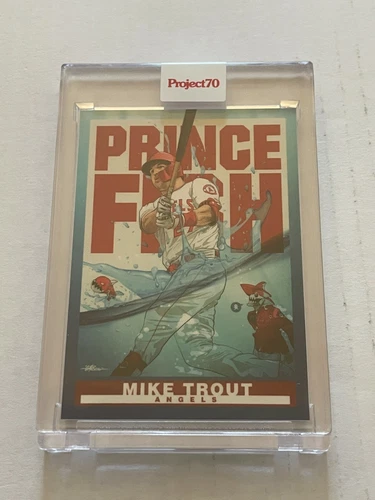 Project70
PRINCE
FISH
MIKE TROUT
ANGELS